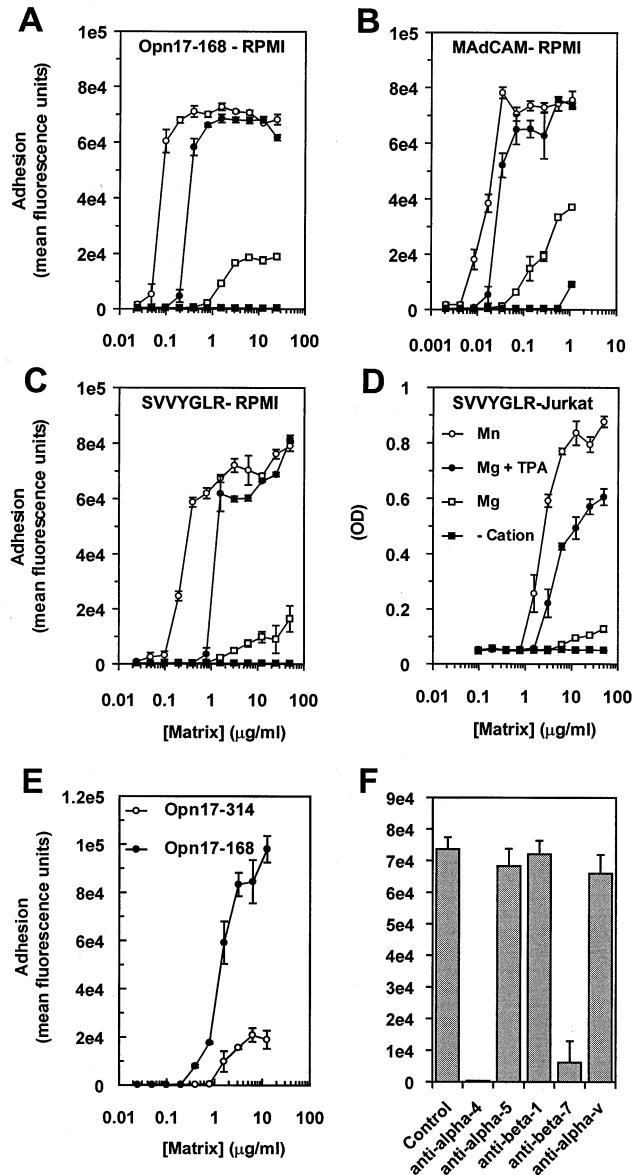 A
Opn17-168 - RPMI
Adhesion
(mean fluorescence units)
1e5
8e4
6e4
4e4
2e4
0
0.01 0.1 1 10 100
B
MAdCAM- RPMI
1e5
8e4
6e4
4e4
2e4
0
0.001 0.01 0.1 1 10
C
SVVYGLR- RPMI
Adhesion
(mean fluorescence units)
1e5
8e4
6e4
4e4
2e4
0
0.01 0.1 1 10 100
[Matrix] (μg/ml)
D
SVVYGLR-Jurkat
Mn
Mg + TPA
Mg
- Cation
(OD)
1
0.8
0.6
0.4
0.2
0
0.01 0.1 1 10 100
[Matrix] (μg/ml)
E
Opn17-314
Opn17-168
Adhesion
(mean fluorescence units)
1.2e5
1e5
8e4
6e4
4e4
2e4
0
0.01 0.1 1 10 100
[Matrix] (μg/ml)
F
9e4
8e4
7e4
6e4
5e4
4e4
3e4
2e4
1e4
0
Control
anti-alpha-4
anti-alpha-5
anti-beta-1
anti-beta-7
anti-alpha-v